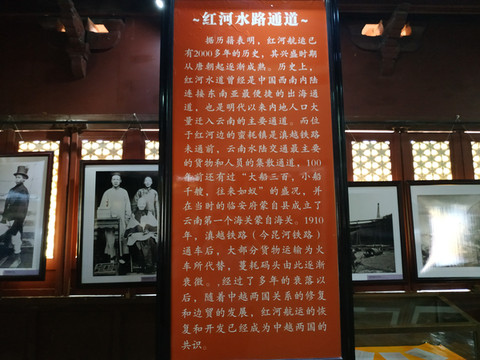 ~红河水路通道~
据历籍表明，红河航运已
有2000多年的历史，其兴盛时期
从唐朝起逐渐成熟。历史上，
红河水道曾经是中国西南内陆
连接东南亚最便捷的出海通
道，也是明代以来内地人口大
量迁入云南的主要通道。而位
于红河边的蛮耗镇是滇越铁路
未通前，云南水陆交通最主要
的货物和人员的集散通道，100
年前还有过“大船三百，小船
千艘，往来如蚁”的盛况，并
在当时的临安府蒙自县成立了
云南第一个海关蒙自海关。1910
年，滇越铁路（今昆河铁路）
通车后，大部分货物运输为火
车所代替，蔓耗码头由此逐渐
衰微。.经过了多年的衰落以
后，随着中越两国关系的修复
和边贸的发展，红河航运的恢
复和开发已经成为中越两国的
共识。